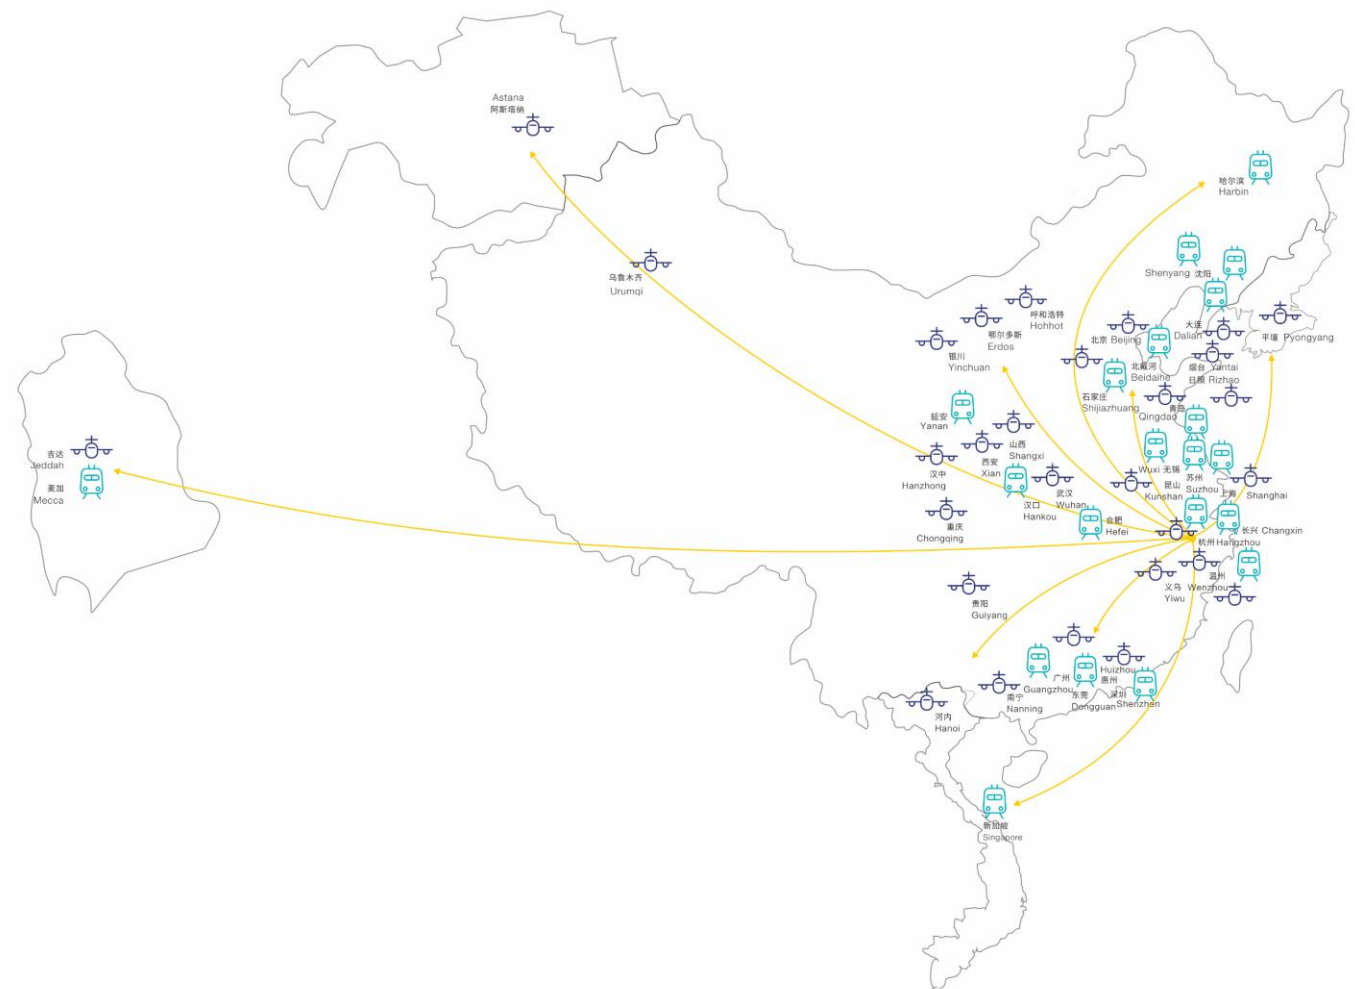 Astana
阿斯塔纳
哈尔滨
Harbin
乌鲁木齐
Urumqi
Shenyang 沈阳
呼和浩特
Hohhot
鄂尔多斯
Erdos
银川
Yinchuan
北京 Beijing
大连
Dalian
平壤 Pyongyang
北戴河
Beidaihe
烟台 Yantai
日照 Rizhao
石家庄
Shijiazhuang
青岛
Qingdao
延安
Yanan
山西
Shangxi
西安
Xian
汉中
Hanzhong
吉达
Jeddah
麦加
Mecca
Wuxi 无锡
苏州
Suzhou
昆山
Kunshan
上海
Shanghai
武汉
Wuhan
汉口
Hankou
重庆
Chongqing
合肥
Hefei
长兴 Changxin
杭州 Hangzhou
义乌
Yiwu
温州
Wenzhou
贵阳
Guiyang
Huizhou
惠州
广州
Guangzhou
东莞
Dongguan
深圳
Shenzhen
南宁
Nanning
河内
Hanoi
新加坡
Singapore